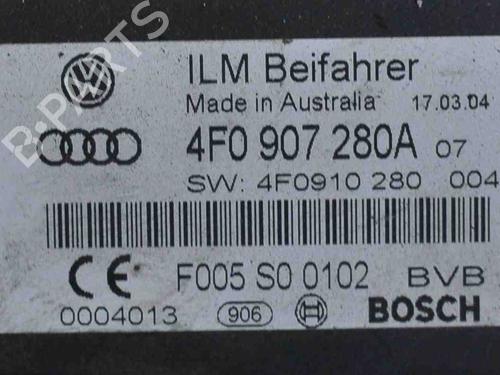 ILM Beifahrer
Made in Australia 17.03.04
4F0 907 280A 07
SW: 4F0910 280 004
CE F005 S0 0102 BVB
0004013 906 BOSCH
B-PARTS